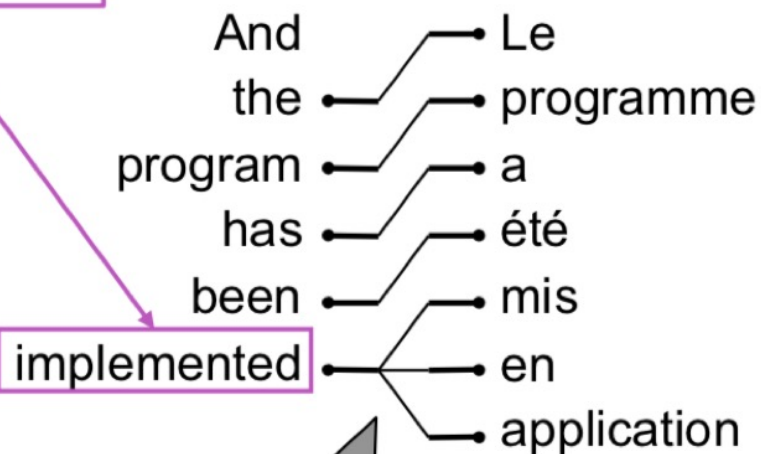 And Le
the programme
program a
has été
been mis
implemented en
application